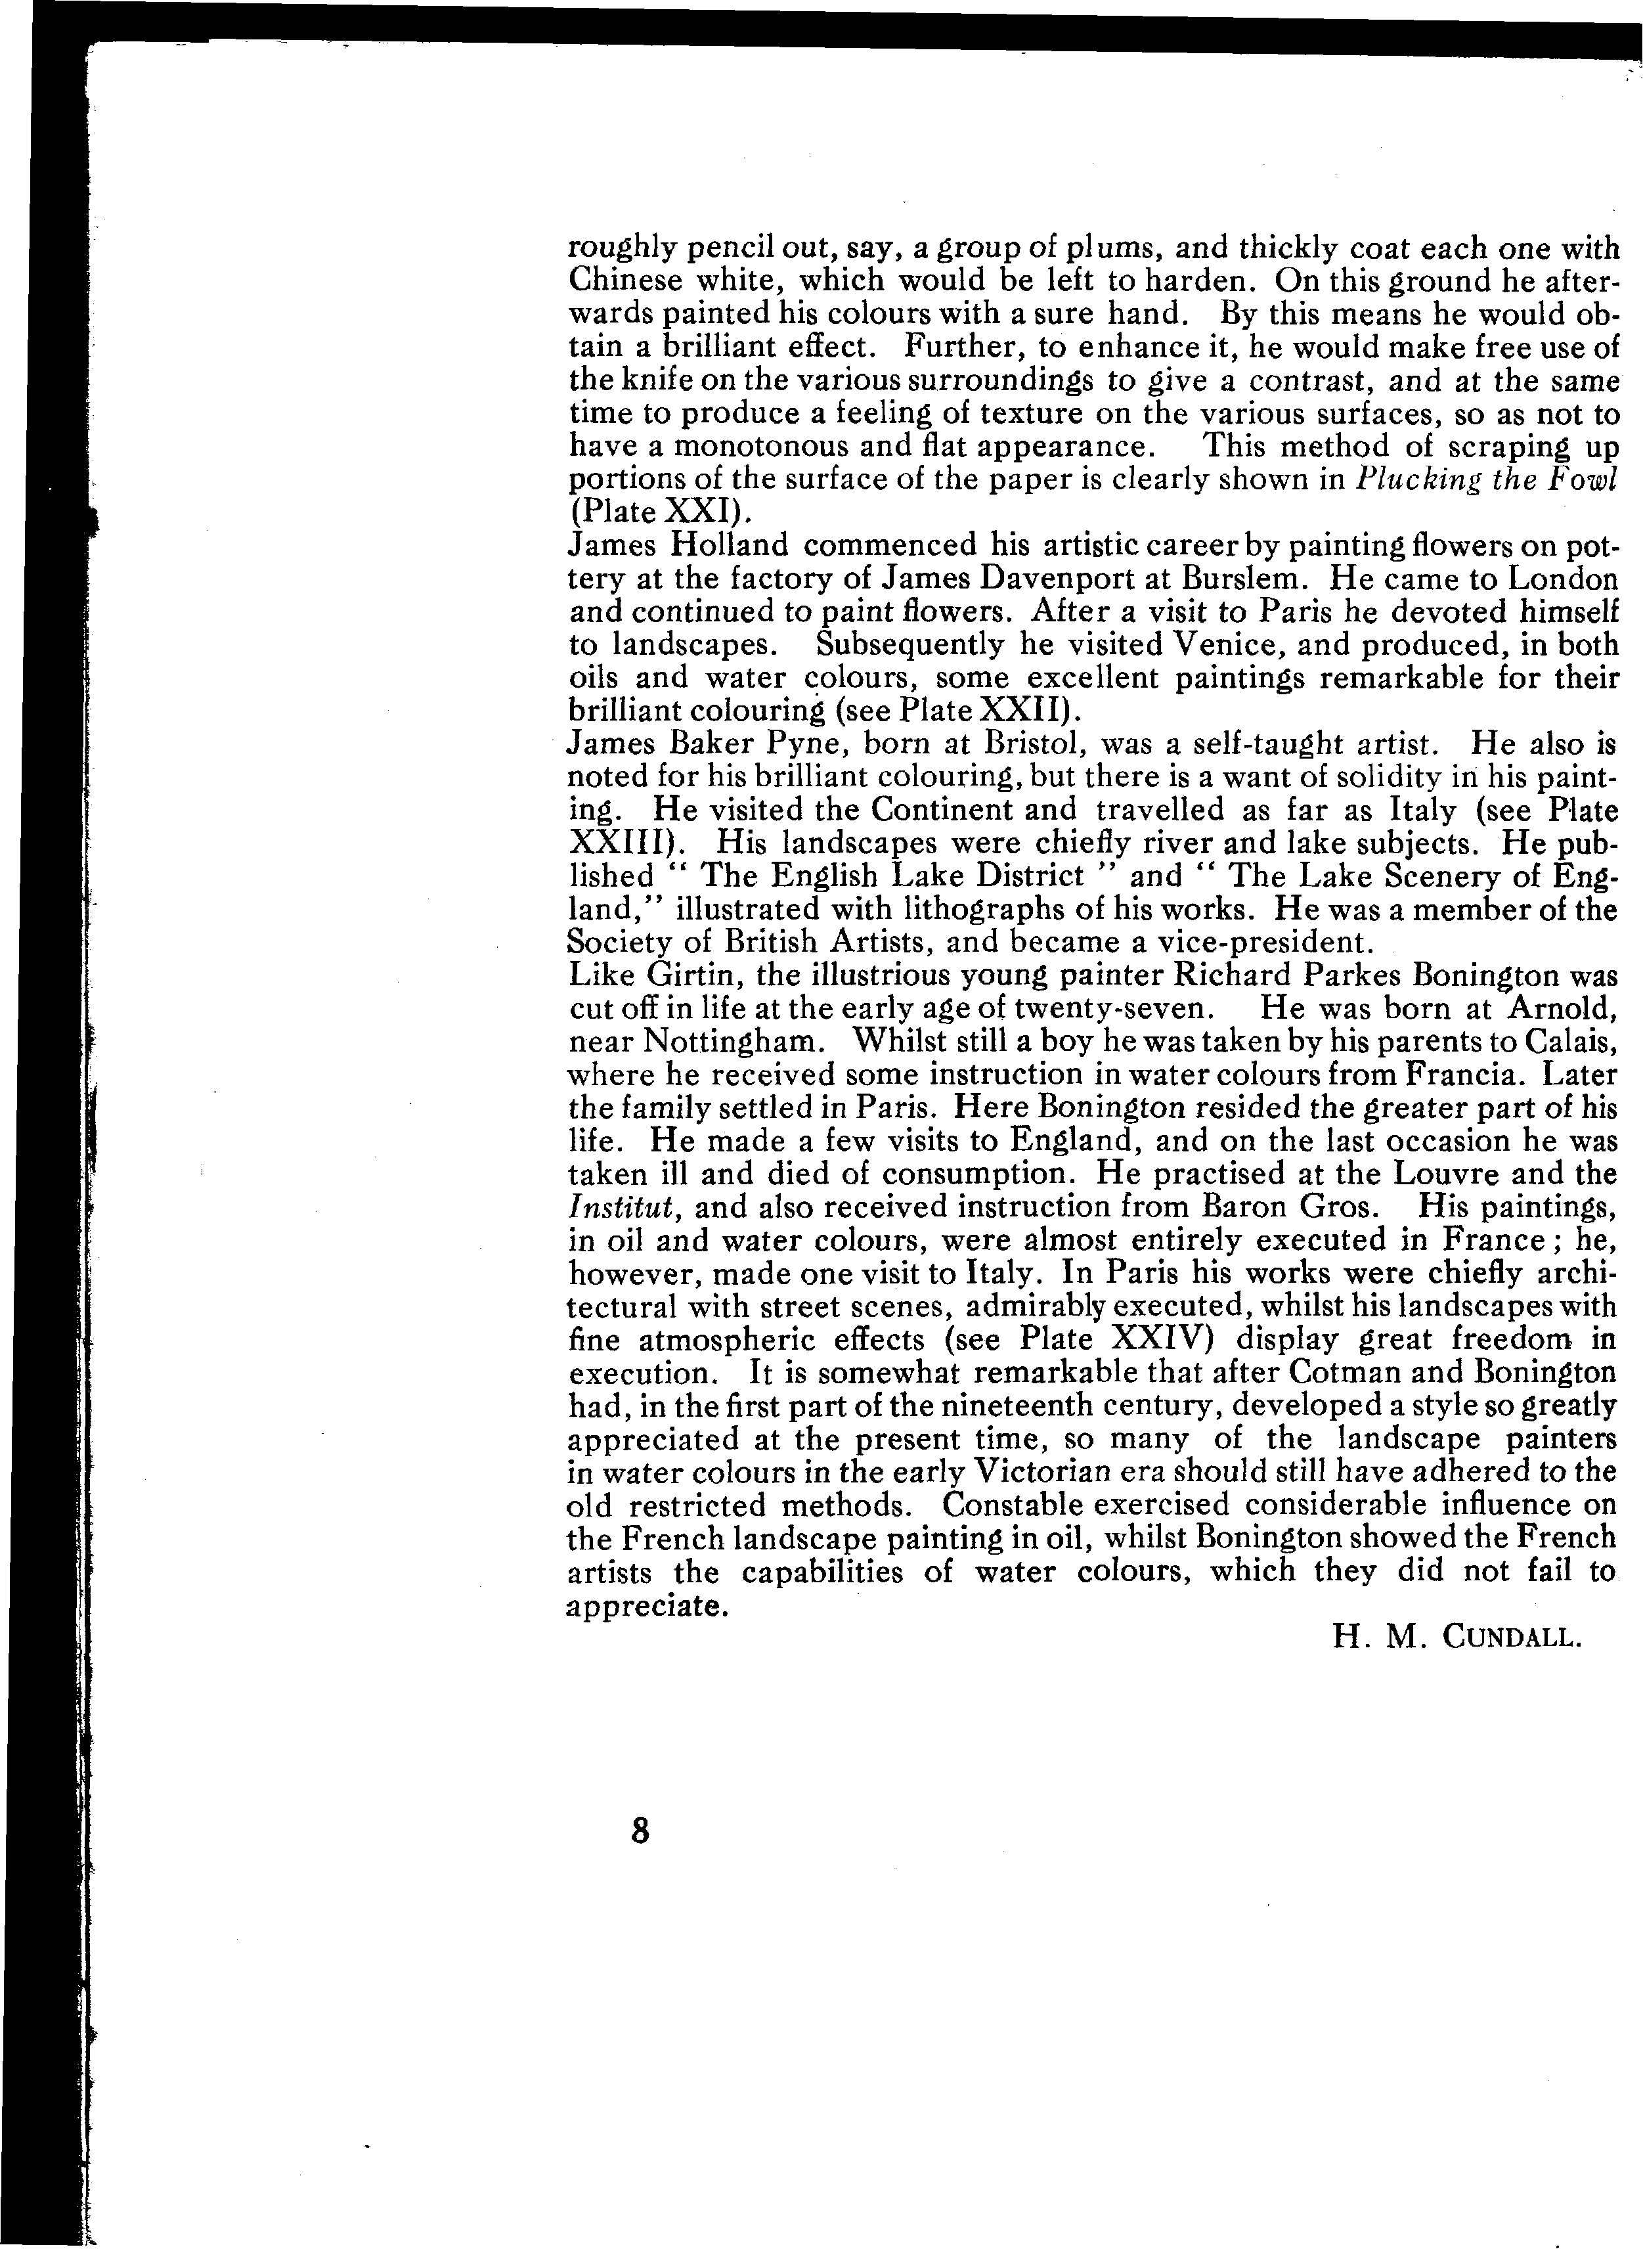 roughly pencil out, say, a group of plums, and thickly coat each one with
Chinese white, which would be left to harden. On this ground he after-
wards painted his colours with a sure hand. By this means he would ob-
tain a brilliant effect. Further, to enhance it, he would make free use of
the knife on the various surroundings to give a contrast, and at the same
time to produce a feeling of texture on the various surfaces, so as not to
have a monotonous and flat appearance. This method of scraping up
portions of the surface of the paper is clearly shown in Plucking the Fowl
(Plate XXI).
James Holland commenced his artistic career by painting flowers on pot-
tery at the factory of James Davenport at Burslem. He came to London
and continued to paint flowers. After a visit to Paris he devoted himself
to landscapes. Subsequently he visited Venice, and produced, in both
oils and water colours, some excellent paintings remarkable for their
brilliant colouring (see Plate XXII).
James Baker Pyne, born at Bristol, was a self-taught artist. He also is
noted for his brilliant colouring, but there is a want of solidity in his paint-
ing. He visited the Continent and travelled as far as Italy (see Plate
XXIII). His landscapes were chiefly river and lake subjects. He pub-
lished “ The English Lake District ” and “ The Lake Scenery of Eng-
land,” illustrated with lithographs of his works. He was a member of the
Society of British Artists, and became a vice-president.
Like Girtin, the illustrious young painter Richard Parkes Bonington was
cut off in life at the early age of twenty-seven. He was born at Arnold,
near Nottingham. Whilst still a boy he was taken by his parents to Calais,
where he received some instruction in water colours from Francia. Later
the family settled in Paris. Here Bonington resided the greater part of his
life. He made a few visits to England, and on the last occasion he was
taken ill and died of consumption. He practised at the Louvre and the
Institut, and also received instruction from Baron Gros. His paintings,
in oil and water colours, were almost entirely executed in France ; he,
however, made one visit to Italy. In Paris his works were chiefly archi-
tectural with street scenes, admirably executed, whilst his landscapes with
fine atmospheric effects (see Plate XXIV) display great freedom in
execution. It is somewhat remarkable that after Cotman and Bonington
had, in the first part of the nineteenth century, developed a style so greatly
appreciated at the present time, so many of the landscape painters
in water colours in the early Victorian era should still have adhered to the
old restricted methods. Constable exercised considerable influence on
the French landscape painting in oil, whilst Bonington showed the French
artists the capabilities of water colours, which they did not fail to
appreciate.
H. M. CUNDALL.
8